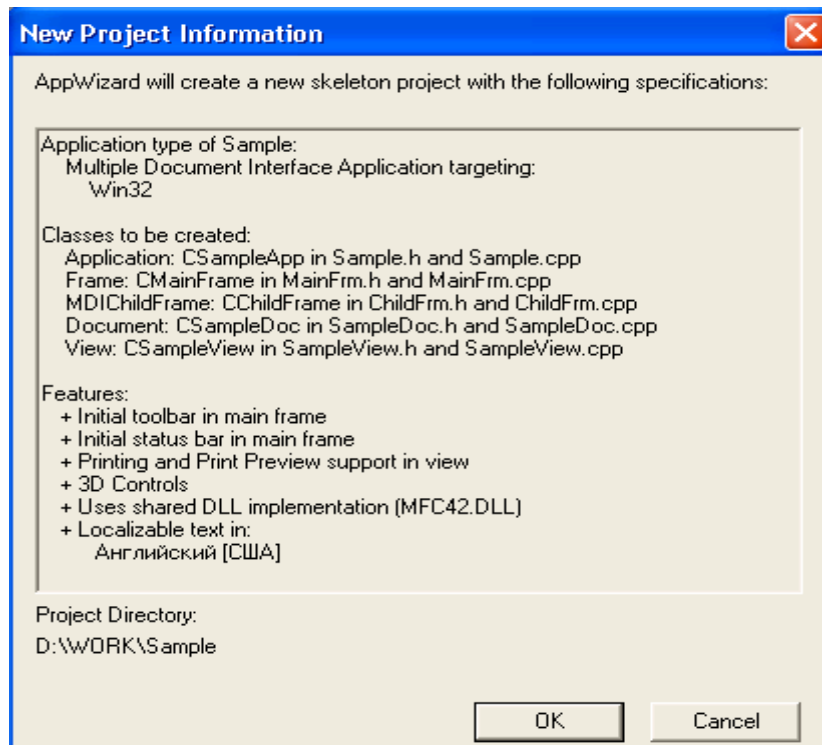 New Project Information
AppWizard will create a new skeleton project with the following specifications:
Application type of Sample:
Multiple Document Interface Application targeting:
Win32
Classes to be created:
Application: CSampleApp in Sample.h and Sample.cpp
Frame: CMainFrame in MainFrm.h and MainFrm.cpp
MDIChildFrame: CChildFrame in ChildFrm.h and ChildFrm.cpp
Document: CSampleDoc in SampleDoc.h and SampleDoc.cpp
View: CSampleView in SampleView.h and SampleView.cpp
Features:
+ Initial toolbar in main frame
+ Initial status bar in main frame
+ Printing and Print Preview support in view
+ 3D Controls
+ Uses shared DLL implementation (MFC42.DLL)
+ Localizable text in:
Английский [США]
Project Directory:
D:\WORK\Sample
OK Cancel